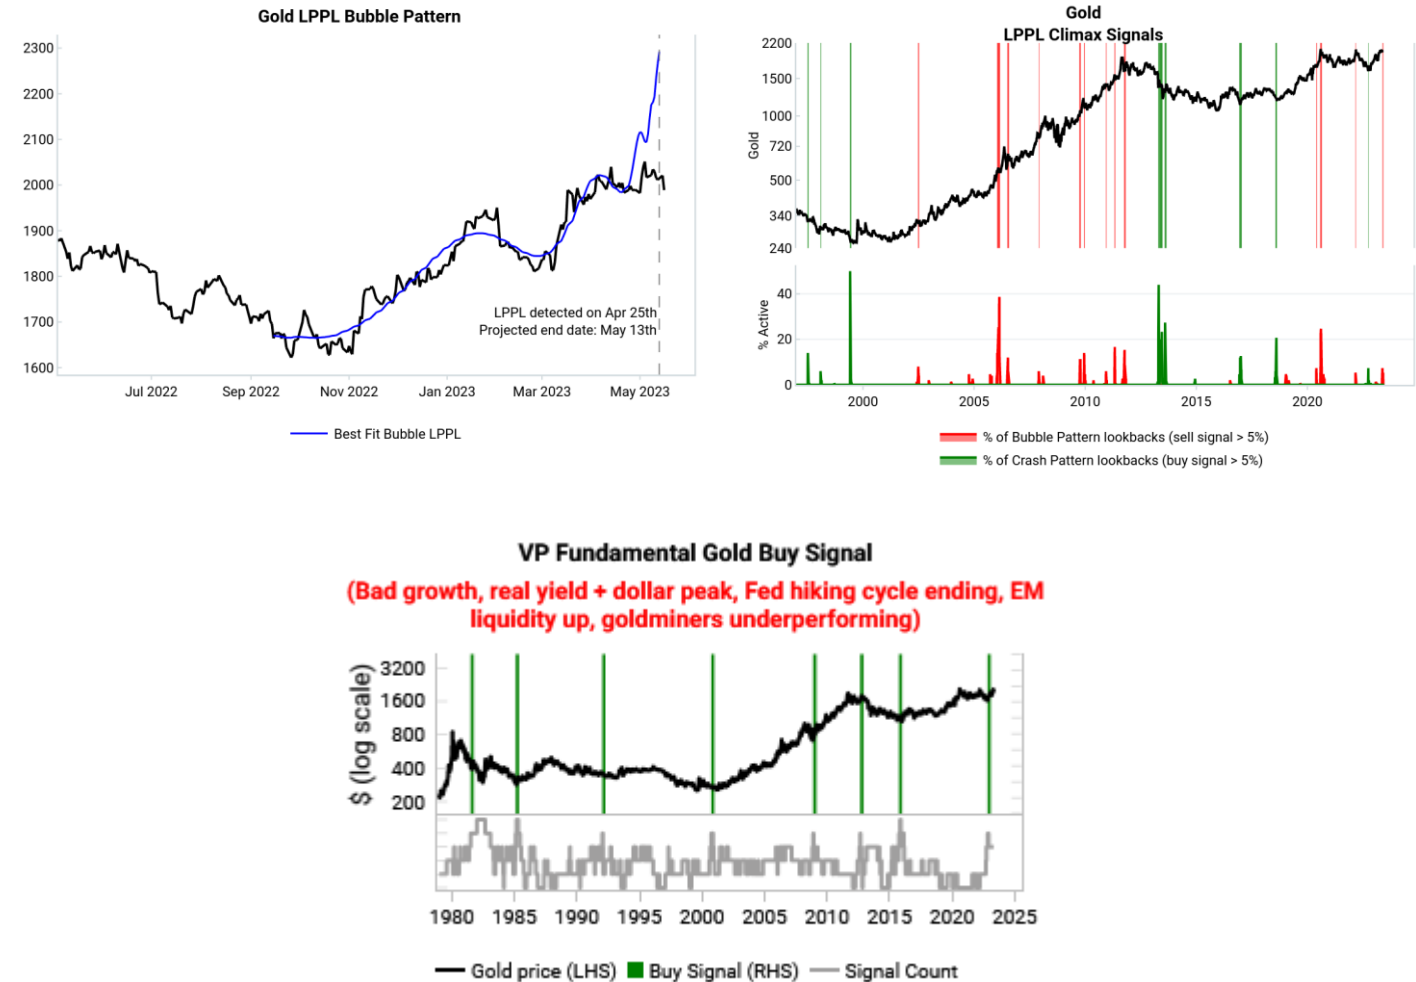 Gold LPPL Bubble Pattern
2300
2200
2100
2000
1900
1800
1700
1600
LPPL detected on Apr 25th
Projected end date: May 13th
Jul 2022
Sep 2022
Nov 2022
Jan 2023
Mar 2023
May 2023
Best Fit Bubble LPPL
Gold
LPPL Climax Signals
Gold
2200
1500
1000
720
500
340
240
% Active
40
20
0
2000
2005
2010
2015
2020
% of Bubble Pattern lookbacks (sell signal > 5%)
% of Crash Pattern lookbacks (buy signal > 5%)
VP Fundamental Gold Buy Signal
(Bad growth, real yield + dollar peak, Fed hiking cycle ending, EM
liquidity up, goldminers underperforming)
$ (log scale)
3200
1600
800
400
200
1980
1985
1990
1995
2000
2005
2010
2015
2020
2025
Gold price (LHS)
Buy Signal (RHS)
Signal Count